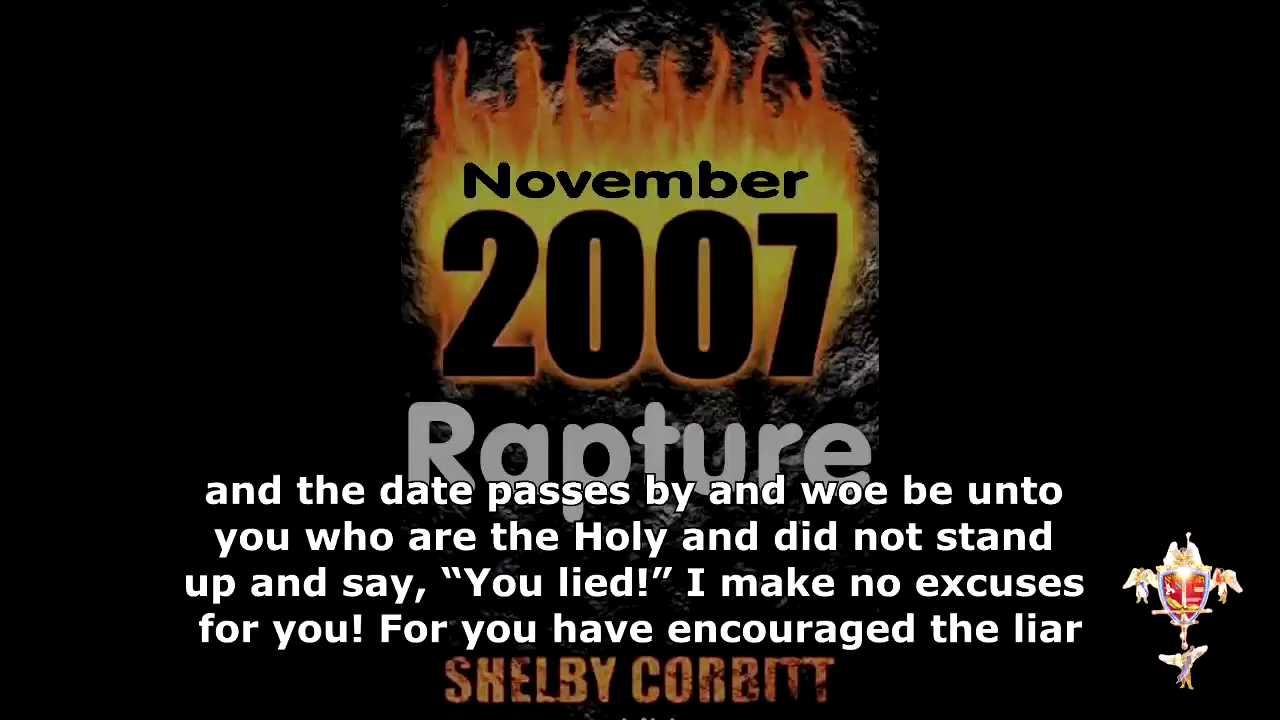 November
2007
Rapture
and the date passes by and woe be unto
you who are the Holy and did not stand
up and say, “You lied!” I make no excuses
for you! For you have encouraged the liar
SHELBY CORBITT